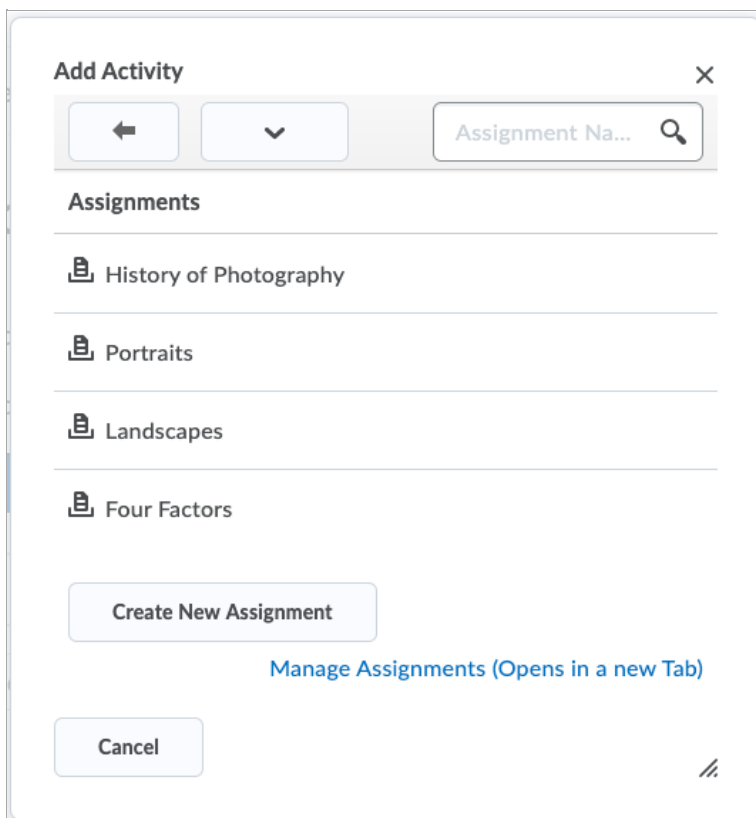 Add Activity
Assignment Na...
Assignments
History of Photography
Portraits
Landscapes
Four Factors
Create New Assignment
Manage Assignments (Opens in a new Tab)
Cancel